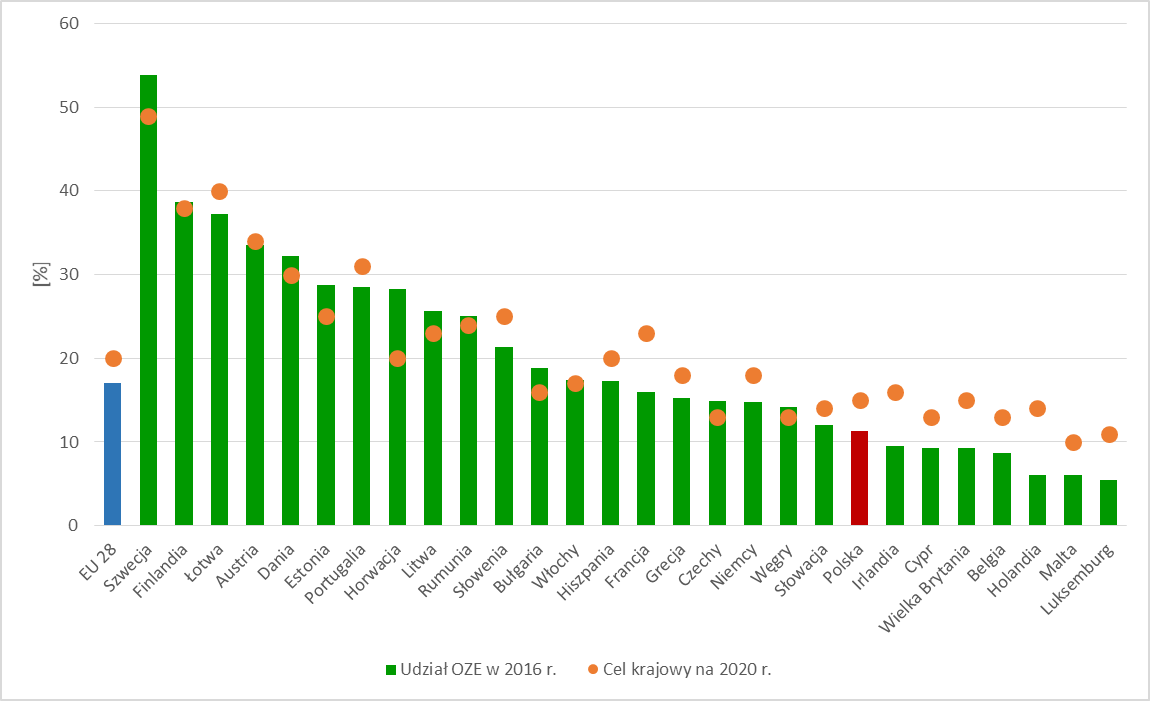 60
50
40
30
20
10
0
[%]
EU 28
Szwecja
Finlandia
Łotwa
Austria
Dania
Estonia
Portugalia
Horwacja
Litwa
Rumunia
Słowenia
Bułgaria
Włochy
Hiszpania
Francja
Grecja
Czechy
Niemcy
Węgry
Słowacja
Polska
Irlandia
Cypr
Wielka Brytania
Belgia
Holandia
Malta
Luksemburg
Udział OZE w 2016 r.
Cel krajowy na 2020 r.